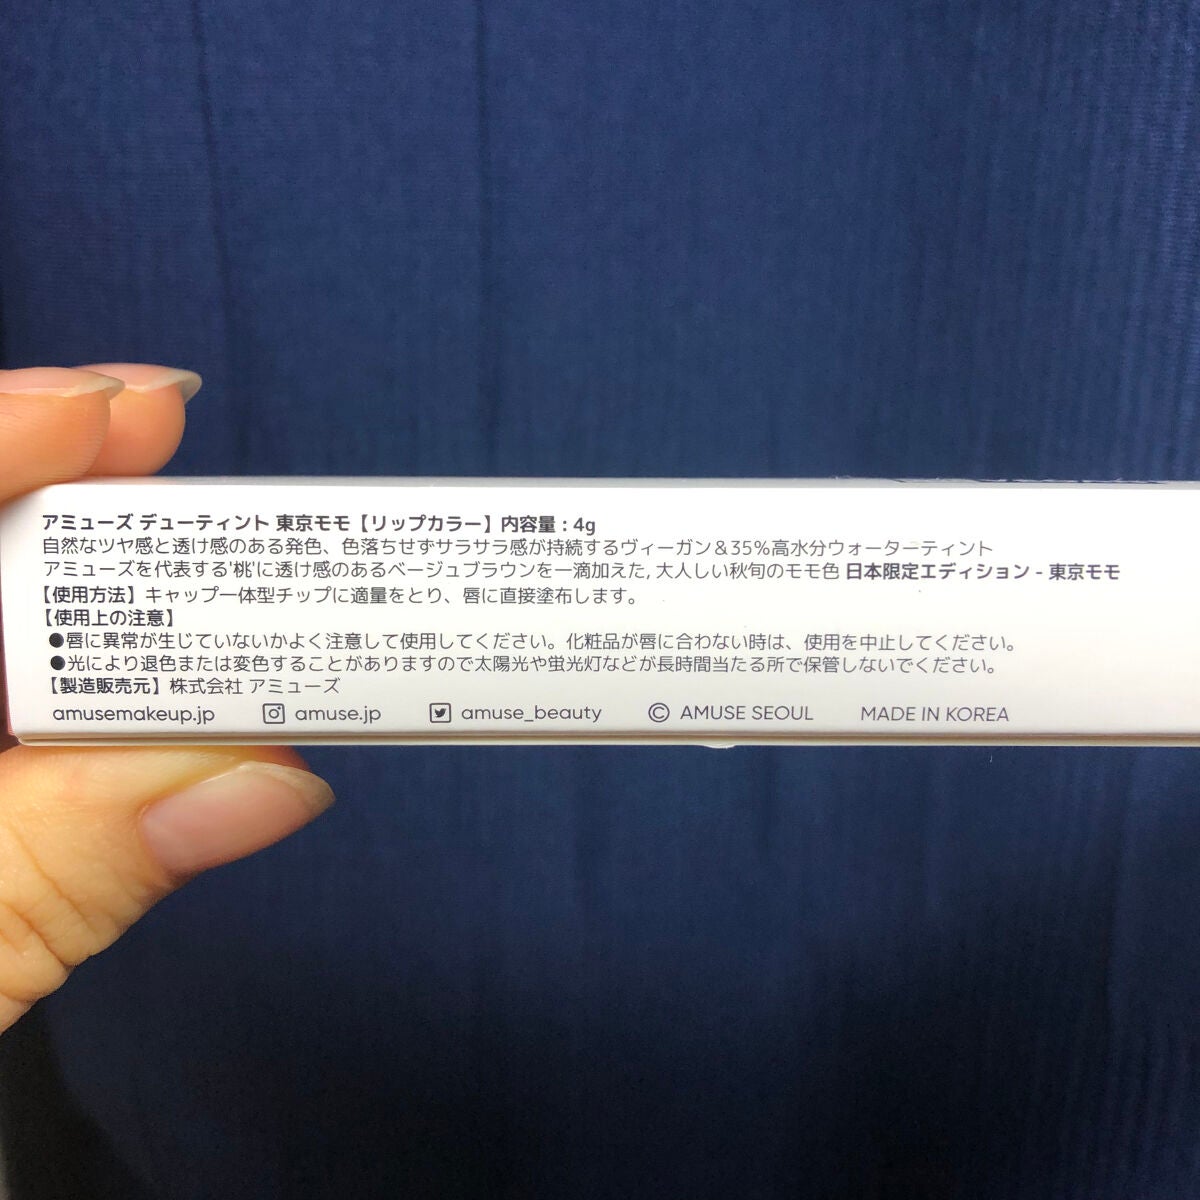 アミューズ デューティント 東京モモ【リップカラー】内容量 : 4g
自然なツヤ感と透け感のある発色、色落ちせずサラサラ感が持続するヴィーガン＆35%高水分ウォーターティント
アミューズを代表する'桃'に透け感のあるベージュブラウンを一滴加えた, 大人しい秋旬のモモ色 日本限定エディション - 東京モモ
【使用方法】キャップ一体型チップに適量をとり、唇に直接塗布します。
【使用上の注意】
●唇に異常が生じていないかよく注意して使用してください。化粧品が唇に合わない時は、使用を中止してください。
●光により退色または変色することがありますので太陽光や蛍光灯などが長時間当たる所で保管しないでください。
【製造販売元】株式会社 アミューズ
amusemakeup.jp amuse.jp amuse_beauty © AMUSE SEOUL MADE IN KOREA